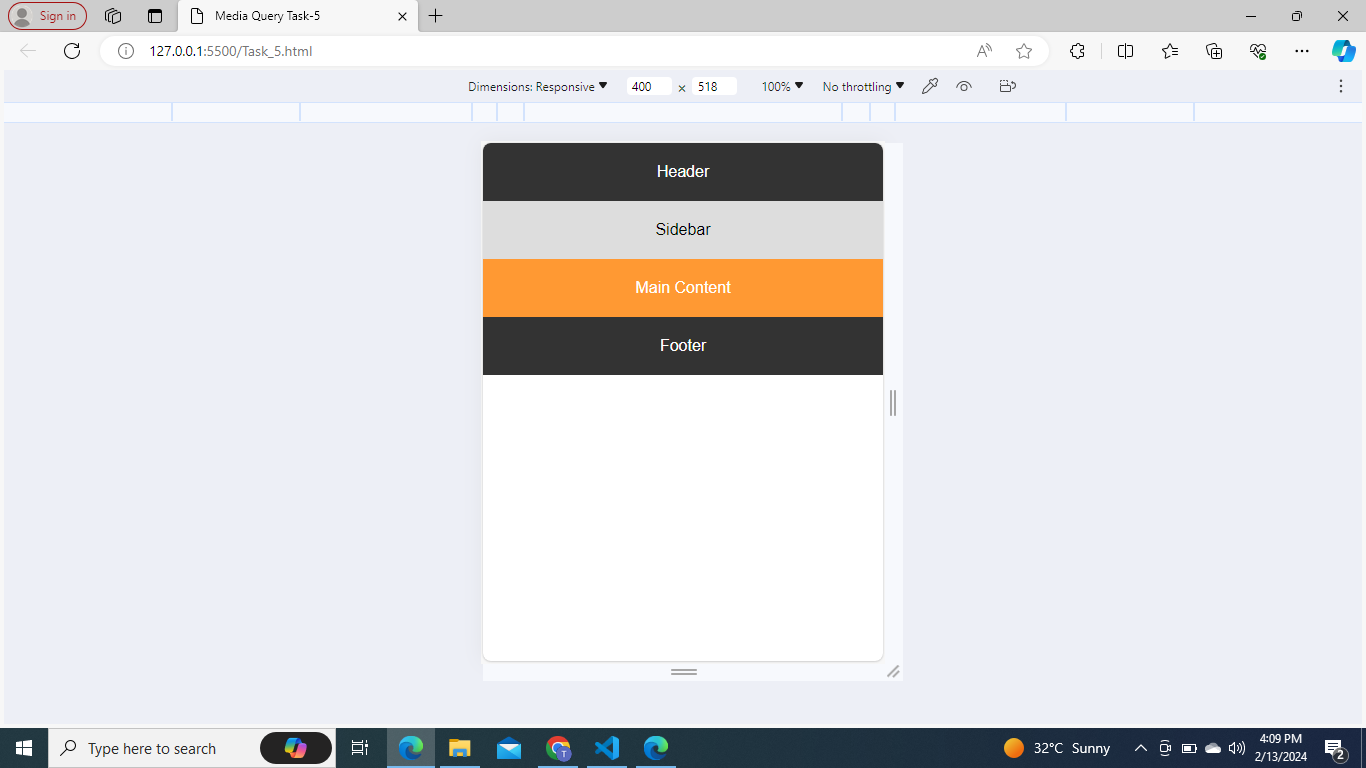 Sign in
Media Query Task-5
127.0.0.1:5500/Task_5.html
Dimensions: Responsive 400 × 518 100% No throttling
Header
Sidebar
Main Content
Footer
Type here to search
T
32°C Sunny
4:09 PM
2/13/2024
2